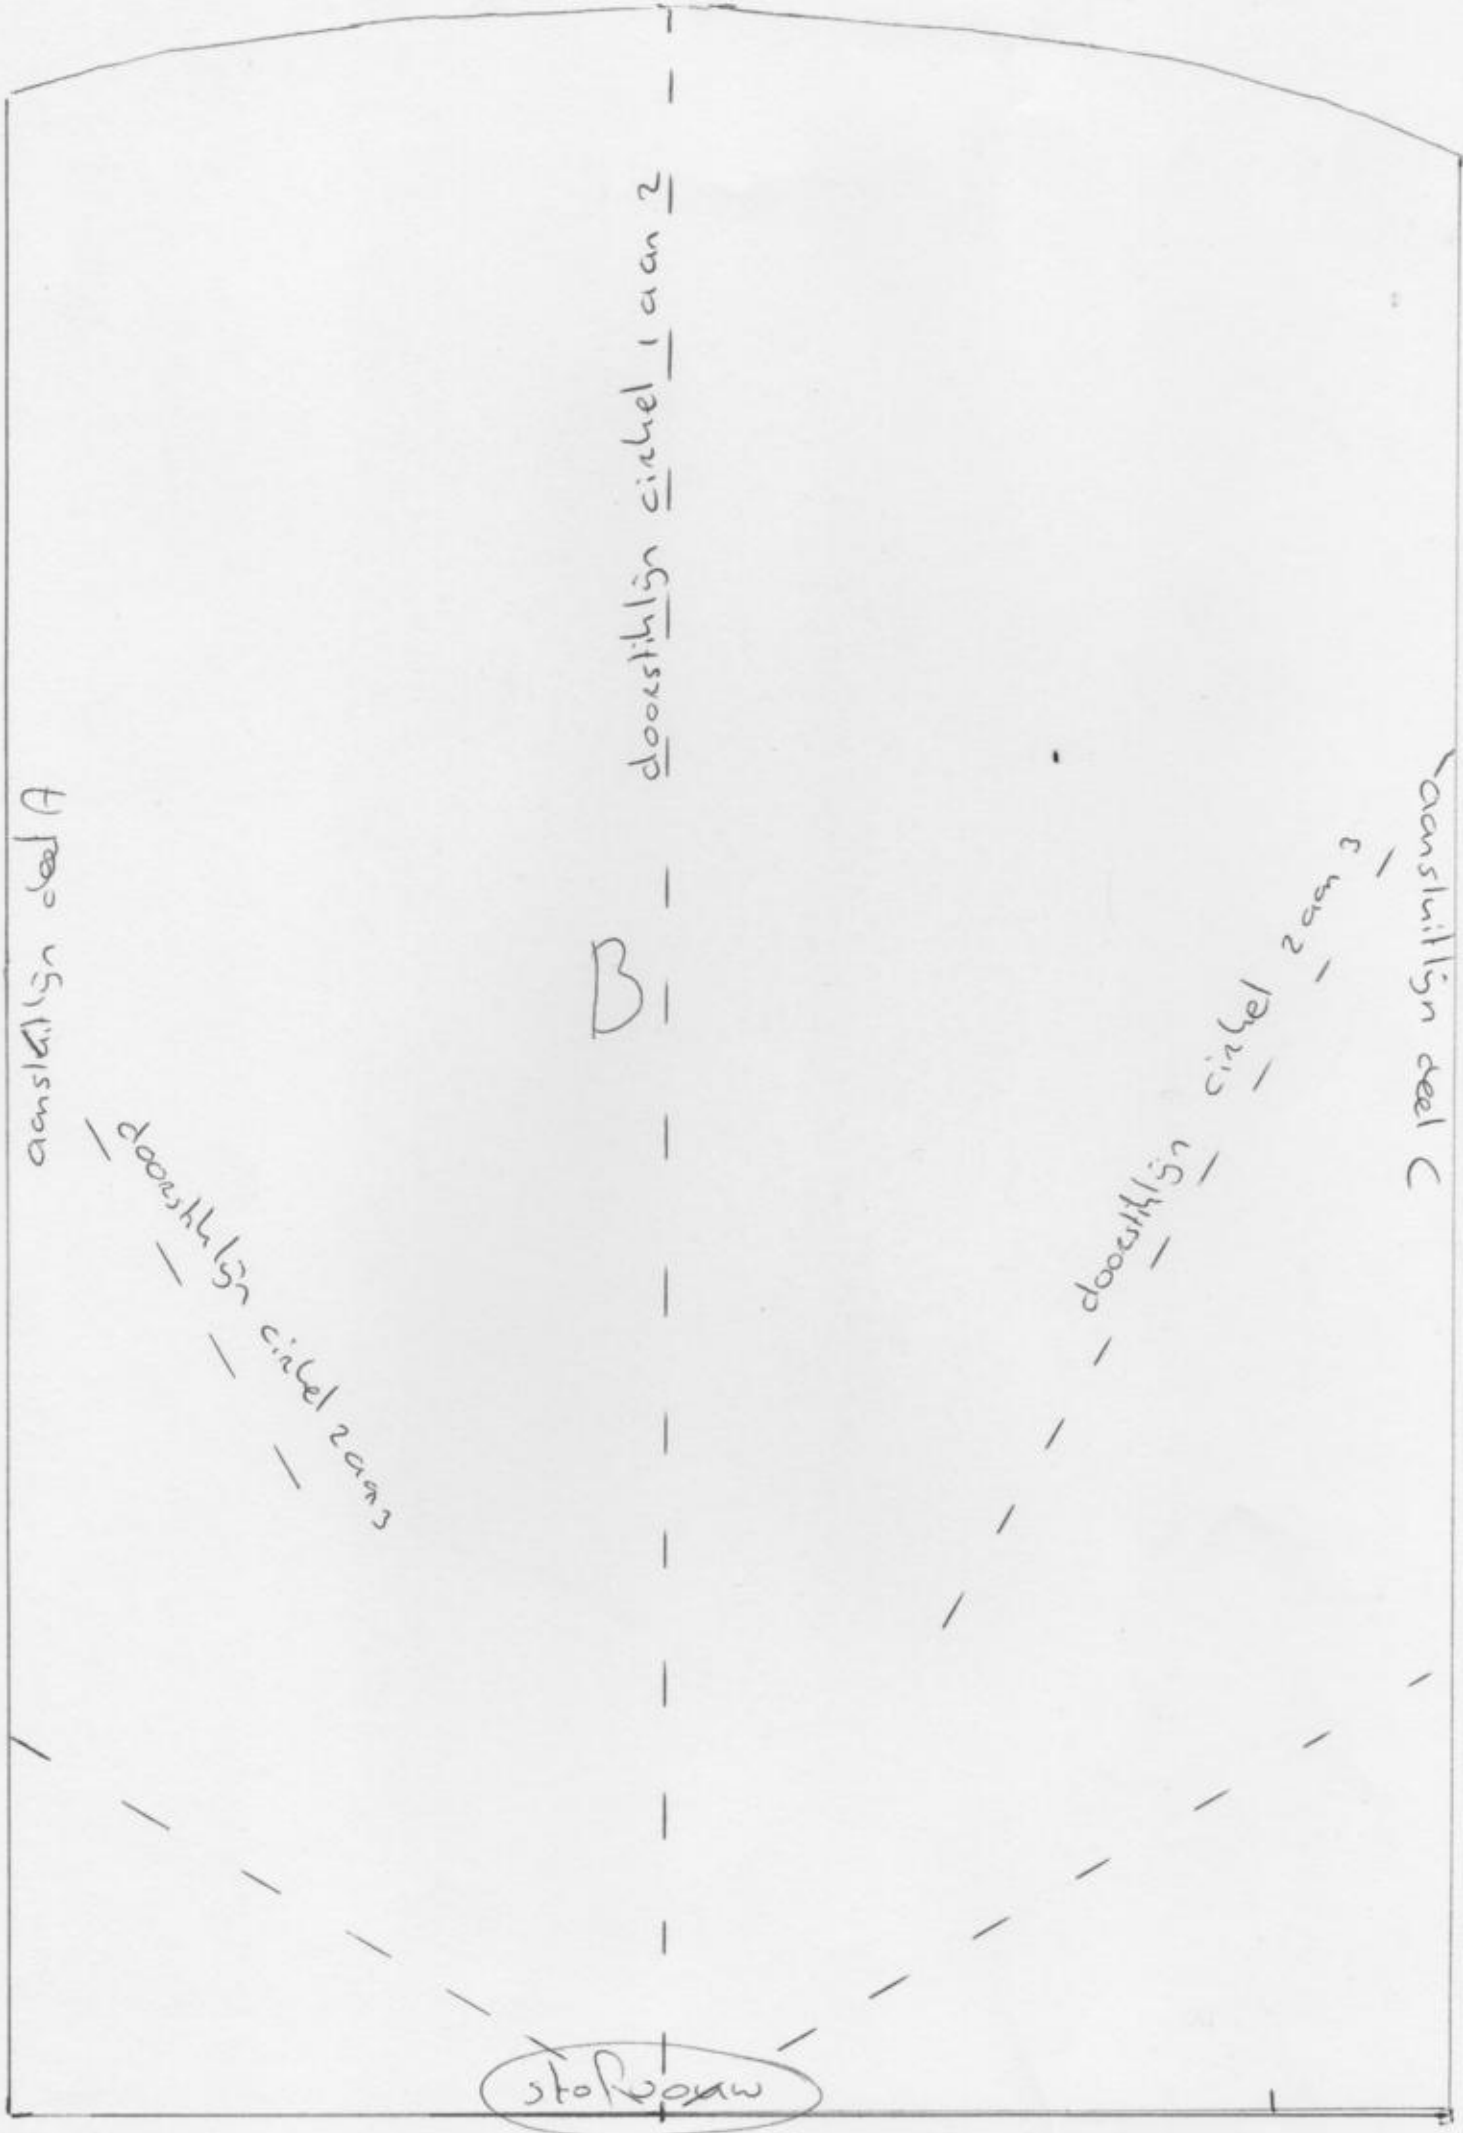 doorstiklijn cirkel 1 aan 2
aansluitlijn deel A
B
aansluitlijn deel C
doorstiklijn cirkel 2 aan 3
doorstiklijn cirkel 2 aan 3
stofvouw